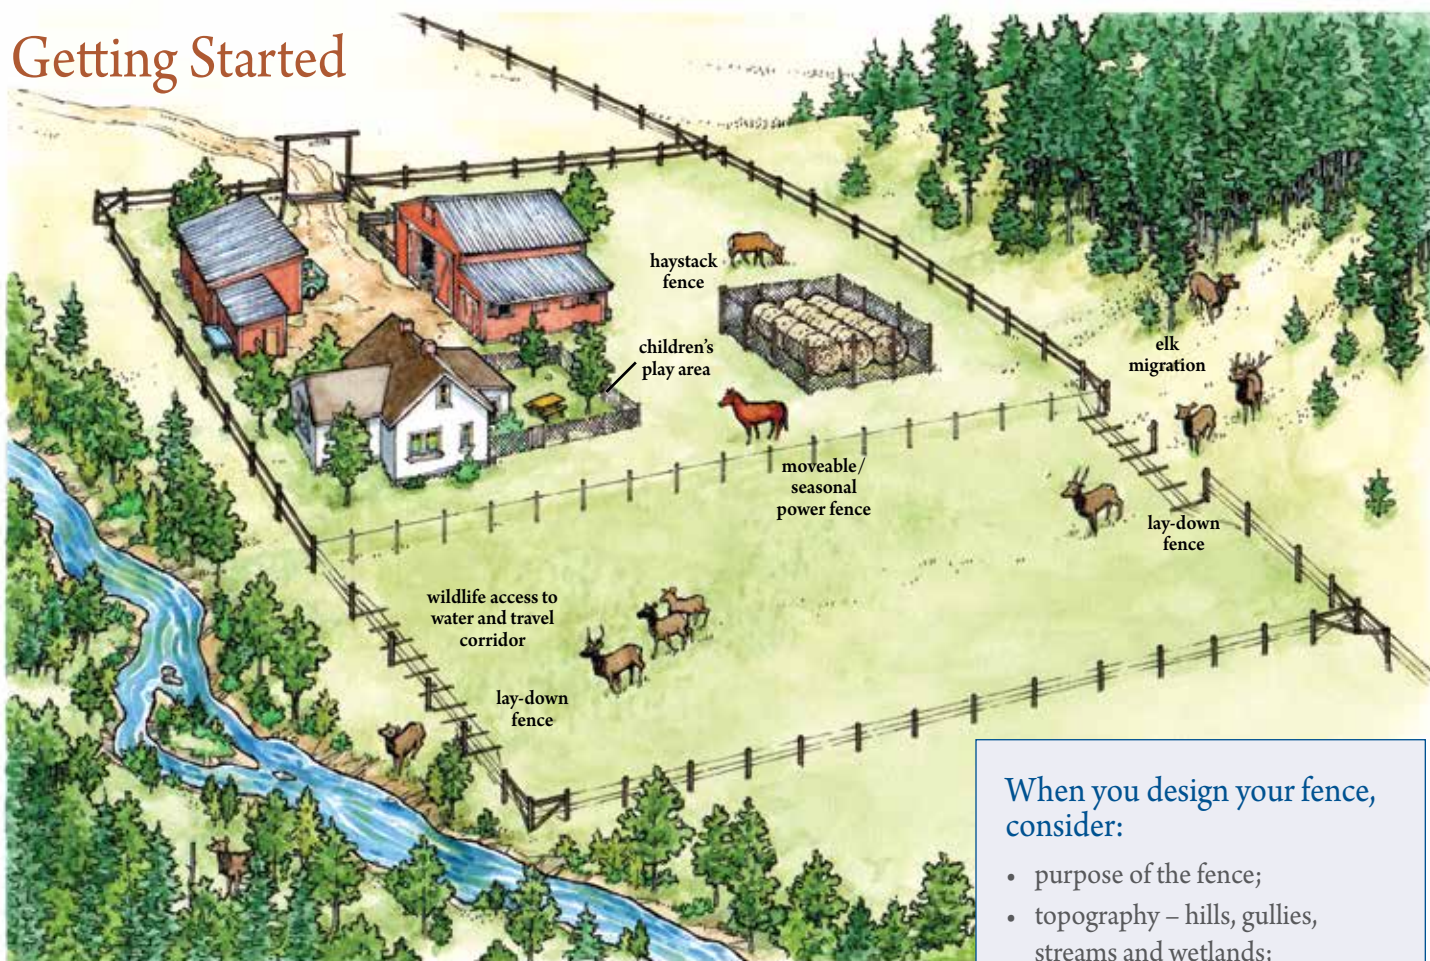 Getting Started
haystack
fence
children's
play area
elk
migration
moveable/
seasonal
power fence
lay-down
fence
wildlife access to
water and travel
corridor
lay-down
fence
When you design your fence,
consider:
• purpose of the fence;
• topography – hills, gullies,
streams and wetlands;